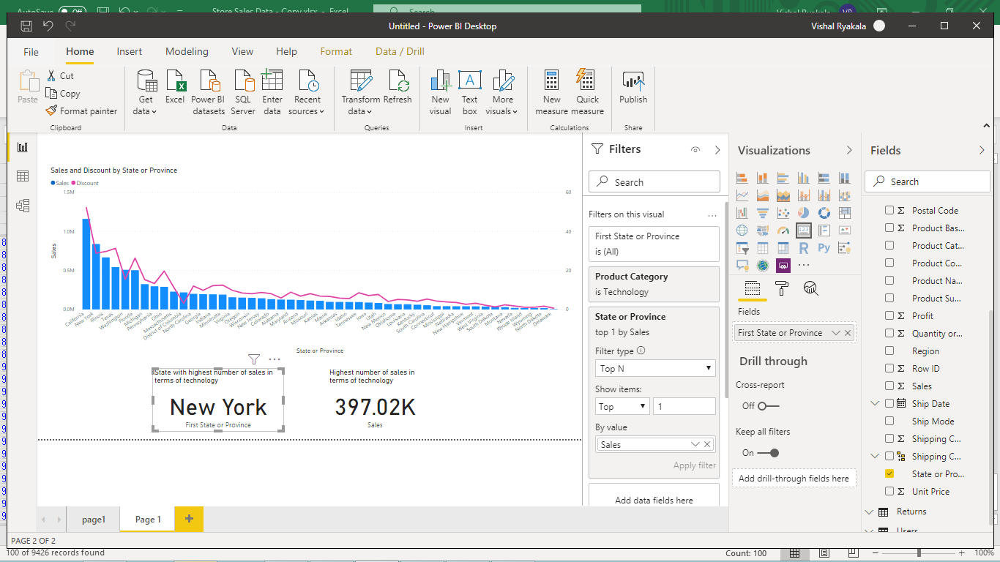 AutoSave Off Store Sales Data - Copy.xlsx - Excel Search Vishal Ryakala VR
Untitled - Power BI Desktop
Vishal Ryakala
File Home Insert Modeling View Help Format Data / Drill
Paste
Cut
Copy
Format painter
Clipboard
Get data
Excel
Power BI datasets
SQL Server
Enter data
Recent sources
Data
Transform data
Refresh
Queries
New visual
Text box
More visuals
Insert
New measure
Quick measure
Calculations
Publish
Share
Sales and Discount by State or Province
Sales Discount
1.5M
1.0M
0.5M
0.0M
Sales
60
40
20
0
California
New York
Illinois
Texas
Washington
Florida
Michigan
Pennsylvania
Ohio
Massachusetts
District of Columbia
North Carolina
Georgia
Indiana
Minnesota
Virginia
Oregon
Wisconsin
New Jersey
Colorado
Alabama
Maryland
Arizona
Missouri
Kansas
Maine
Arkansas
Idaho
Tennessee
Iowa
Utah
New Mexico
Oklahoma
Louisiana
Kentucky
South Carolina
Connecticut
Mississippi
Nebraska
New Hampshire
Vermont
West Virginia
South Dakota
Montana
Nevada
Rhode Island
Wyoming
North Dakota
Delaware
State or Province
State with highest number of sales in
terms of technology
New York
First State or Province
Highest number of sales in
terms of technology
397.02K
Sales
Filters
Search
Filters on this visual
First State or Province
is (All)
Product Category
is Technology
State or Province
top 1 by Sales
Filter type
Top N
Show items:
Top 1
By value
Sales
Apply filter
Add data fields here
Visualizations
123
R Py
Fields
First State or Province
Drill through
Cross-report
Off
Keep all filters
On
Add drill-through fields here
Fields
Search
Postal Code
Product Bas...
Product Cat...
Product Co...
Product Na...
Product Su...
Profit
Quantity or...
Region
Row ID
Sales
Ship Date
Ship Mode
Shipping C...
Shipping C...
State or Pro...
Unit Price
Returns
Users
page1 Page 1 +
PAGE 2 OF 2
100 of 9426 records found Count: 100 100%